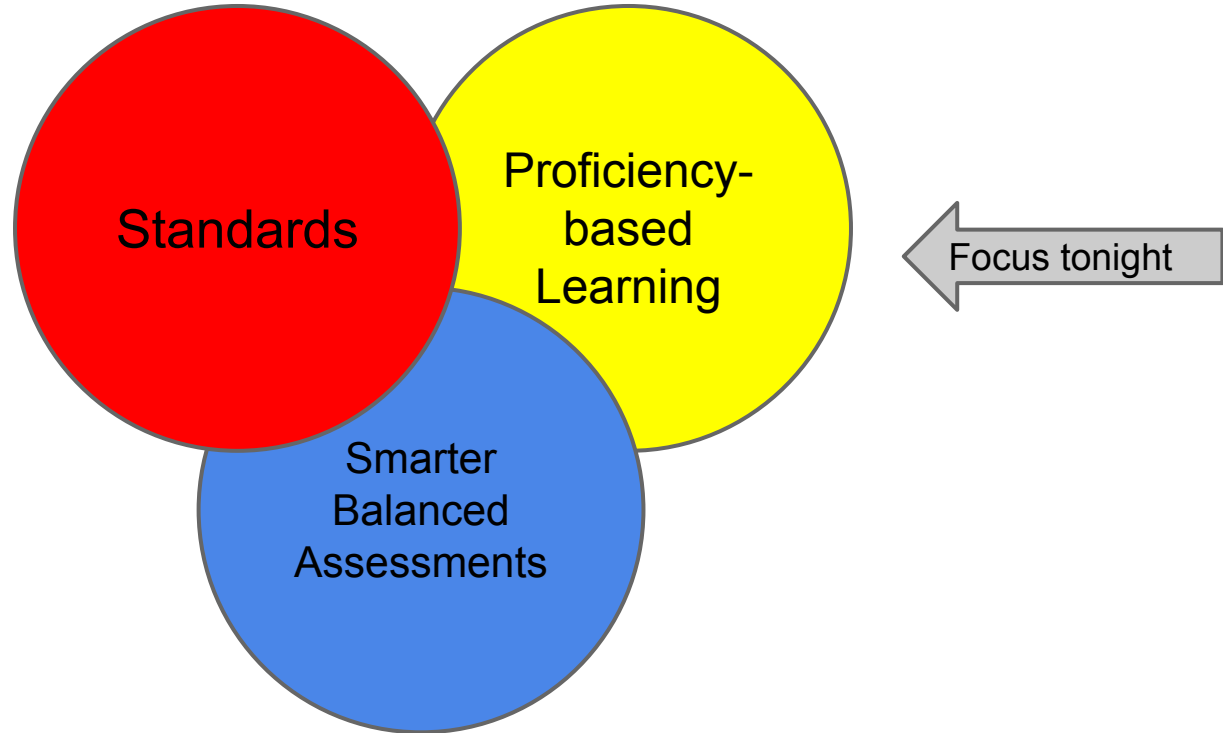 Standards
Proficiency-
based
Learning
Focus tonight
Smarter
Balanced
Assessments